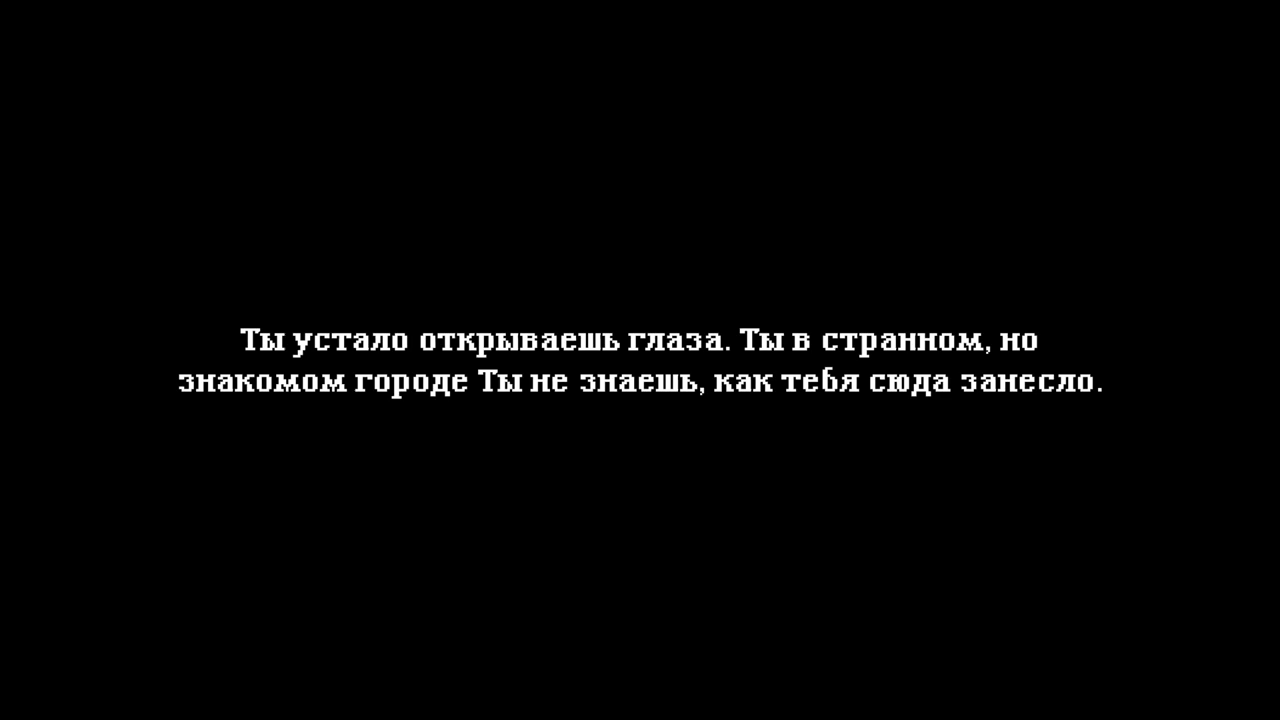 Ты устало открываешь глаза. Ты в странном, но
знакомом городе Ты не знаешь, как тебя сюда занесло.